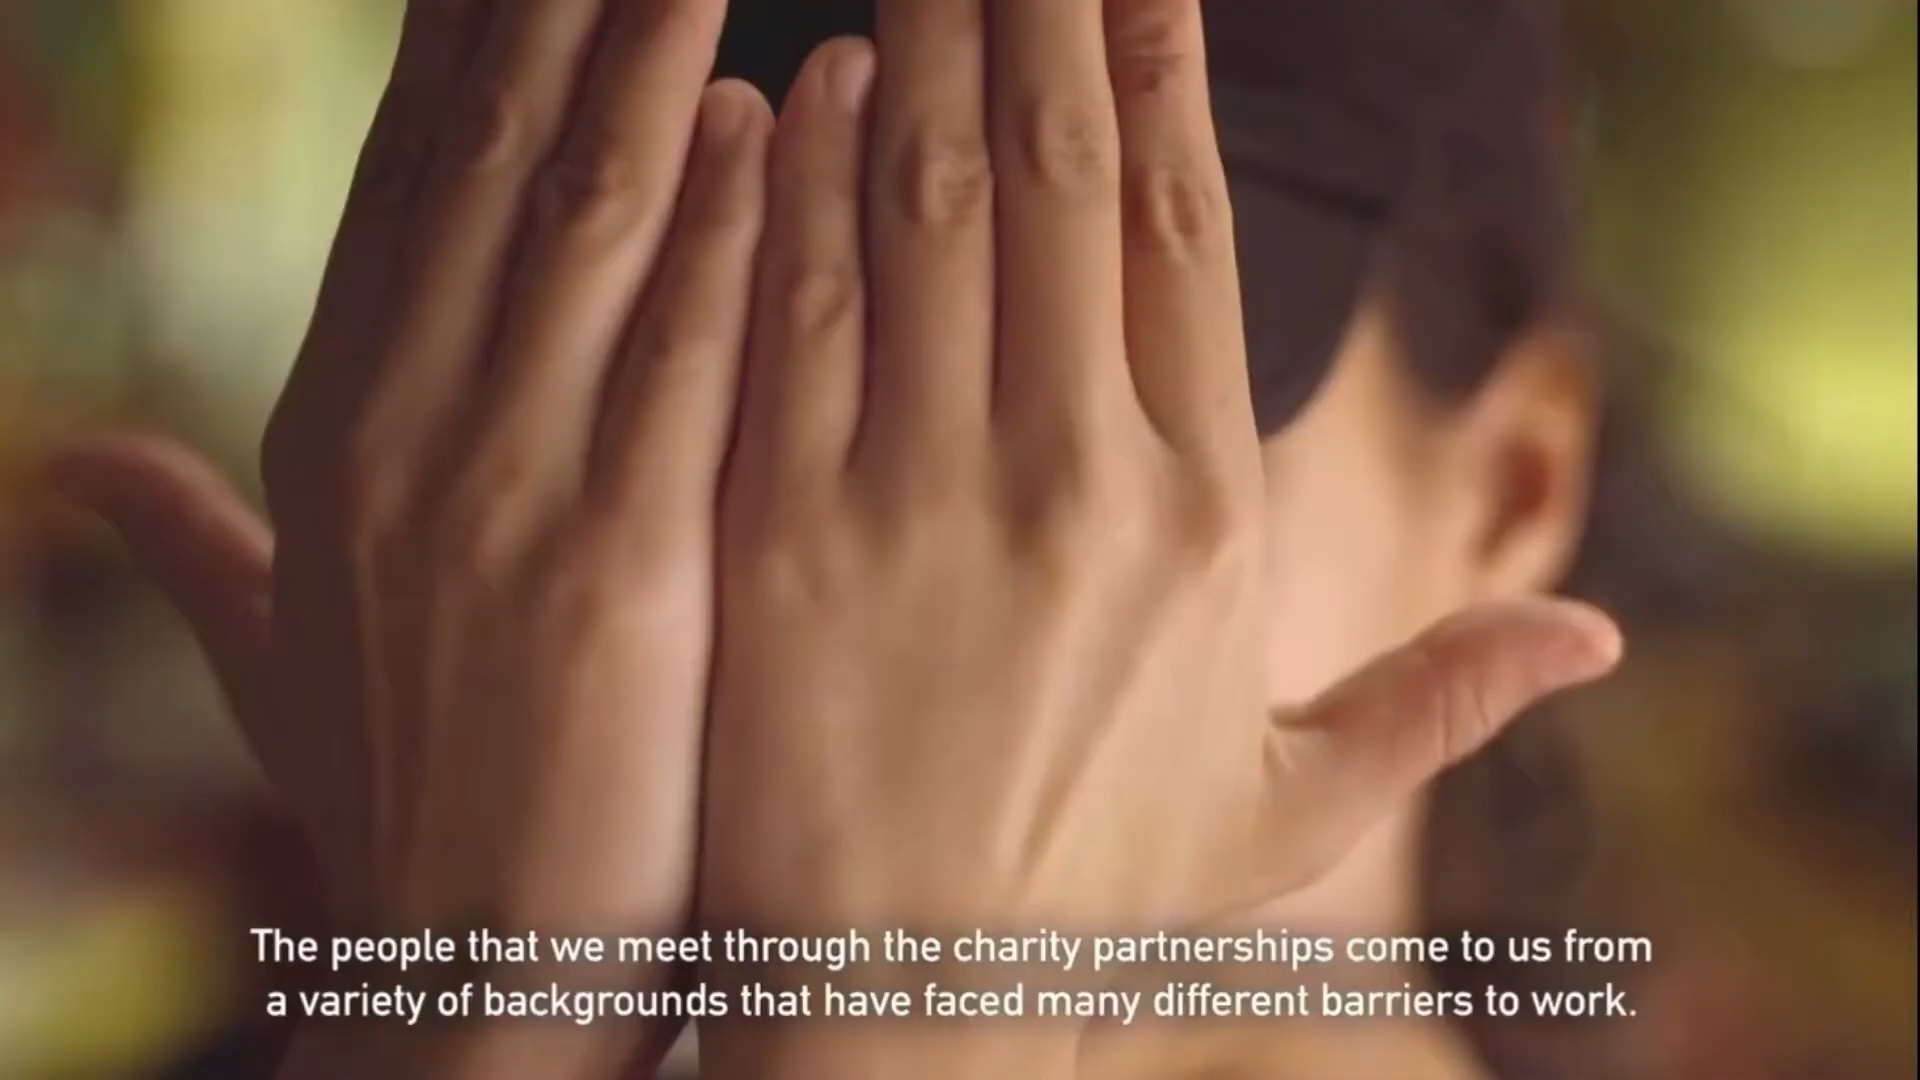 The people that we meet through the charity partnerships come to us from
a variety of backgrounds that have faced many different barriers to work.